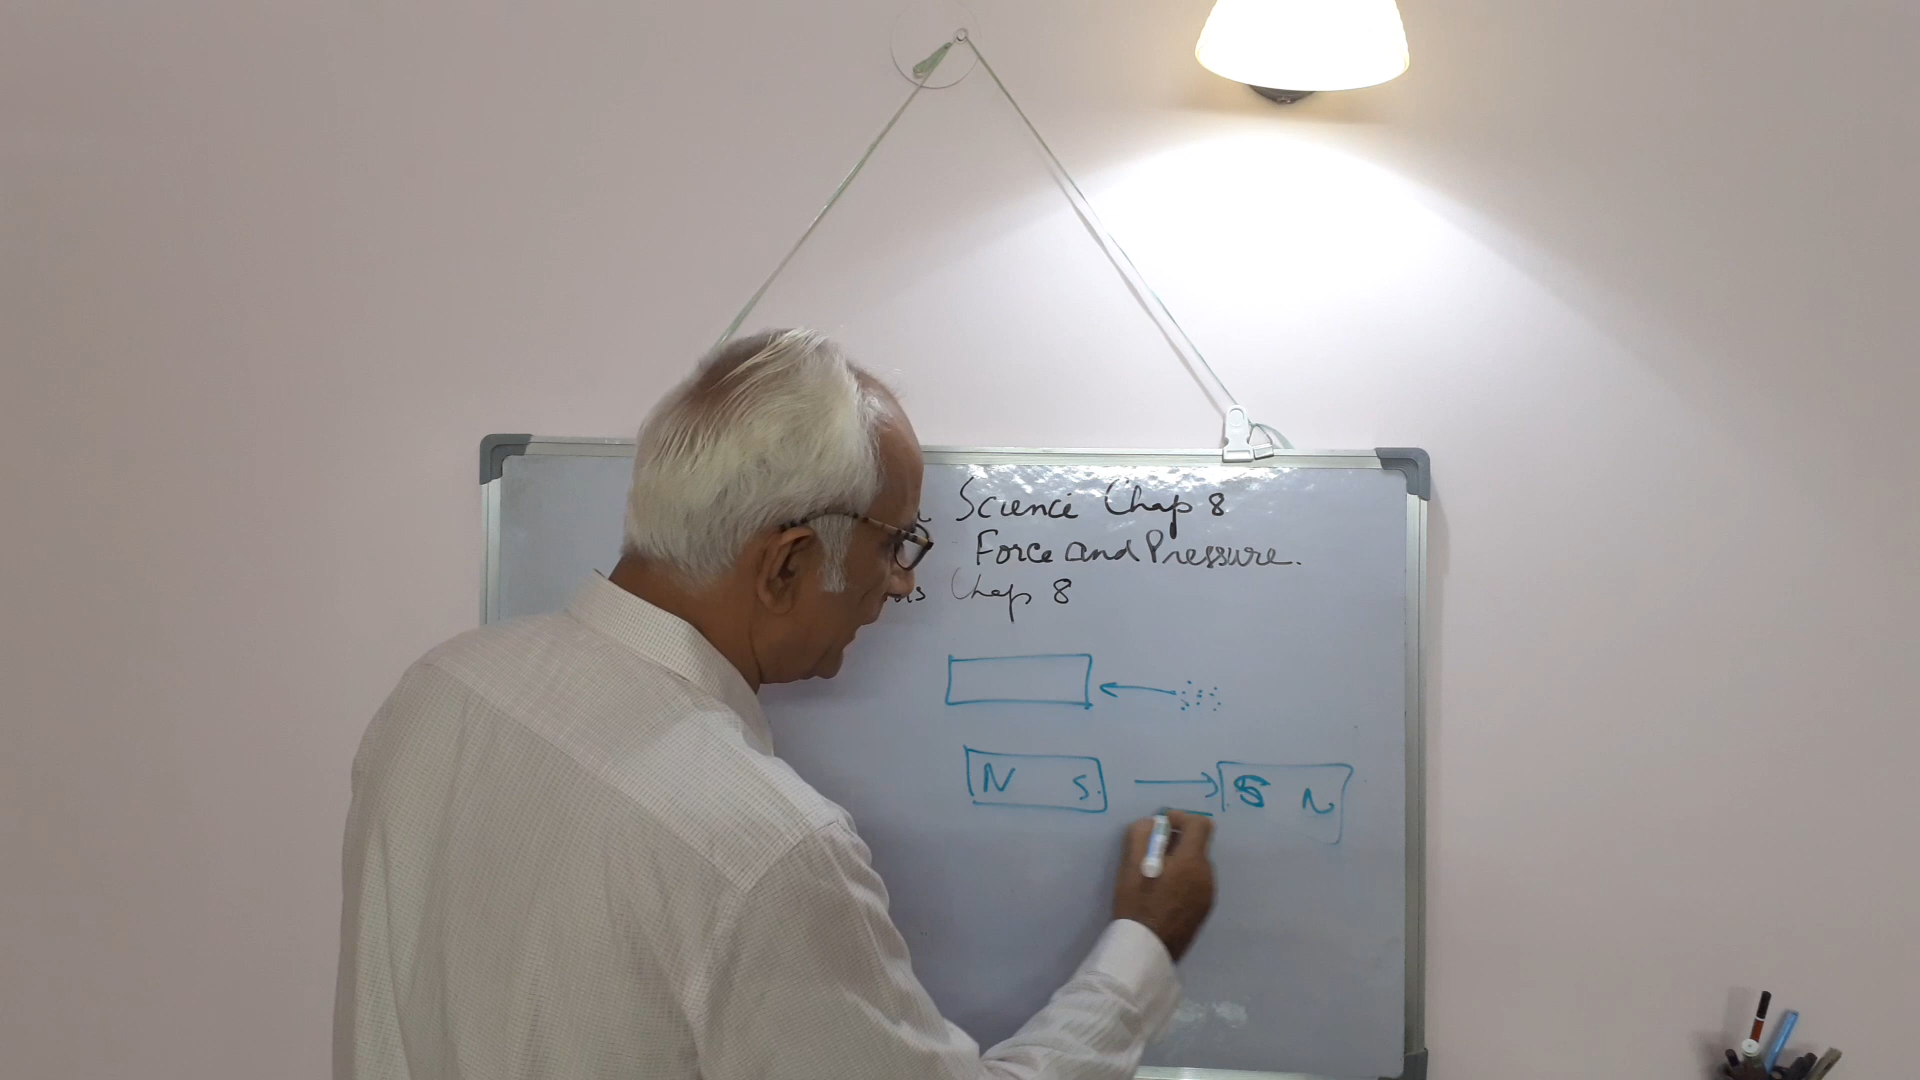 Science Chap 8
Force and Pressure.
Chap 8
N S.
S N